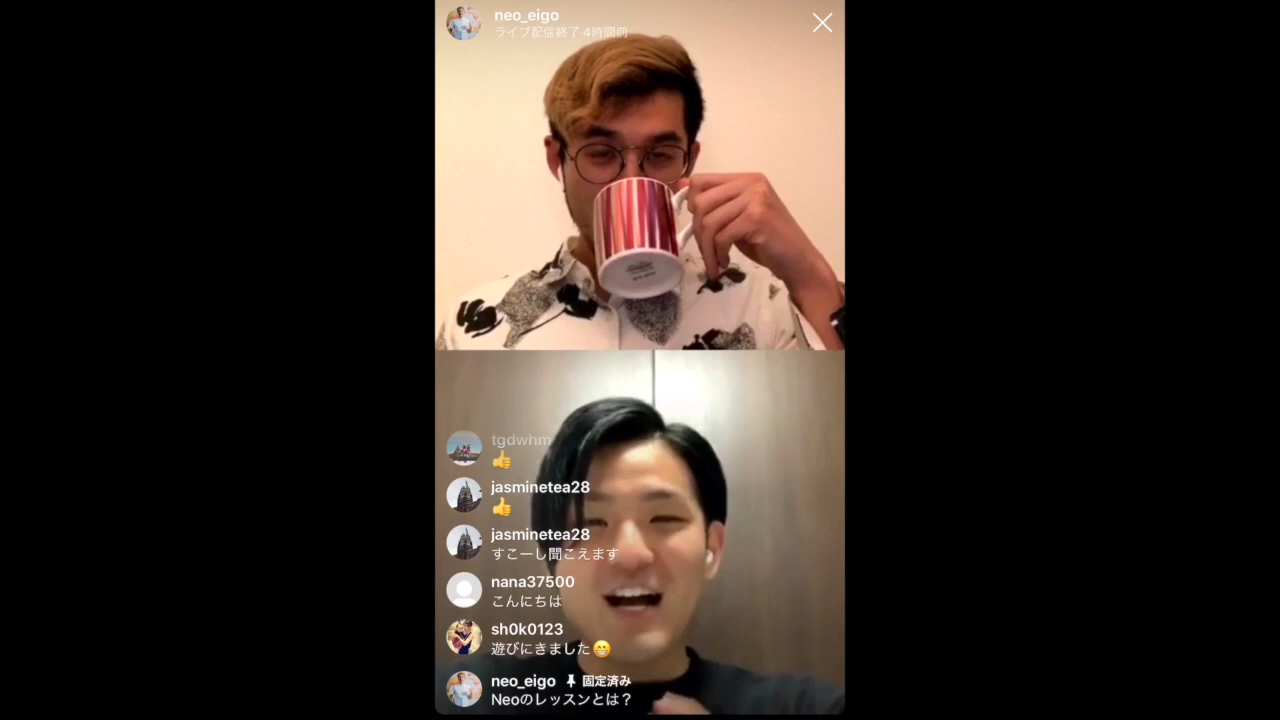 neo_eigo
ライブ配信終了·4時間前
tgdwhm
👍
jasminetea28
👍
jasminetea28
すこーし聞こえます
nana37500
こんにちは
sh0k0123
遊びにきました😁
neo_eigo 📌 固定済み
Neoのレッスンとは？